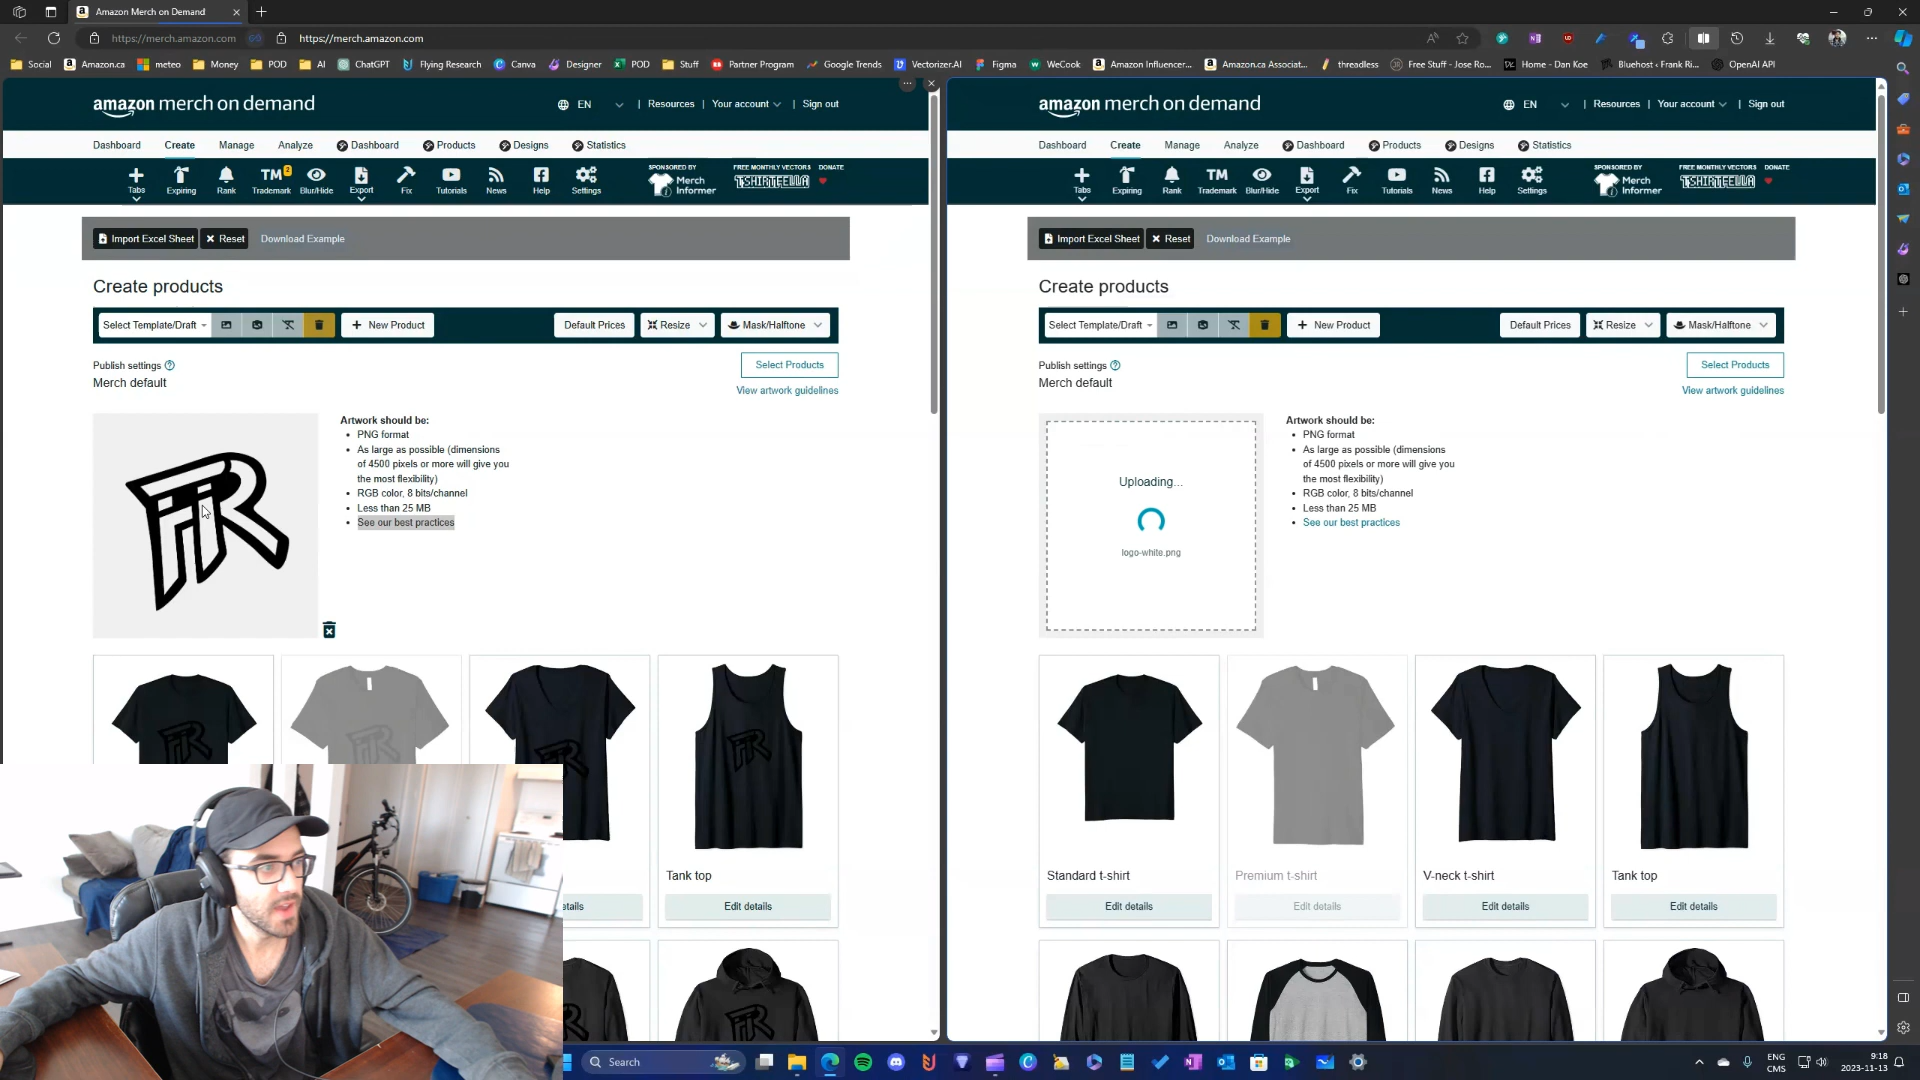 Amazon Merch on Demand
https://merch.amazon.com
https://merch.amazon.com
Social
Amazon.ca
meteo
Money
POD
AI
ChatGPT
Flying Research
Canva
Designer
POD
Stuff
Partner Program
Google Trends
Vectorizer.AI
Figma
WeCook
Amazon Influencer...
Amazon.ca Associat...
threadless
Free Stuff - Jose Ro...
Home - Dan Koe
Bluehost ‹ Frank Ri...
OpenAI API
amazon merch on demand
EN
Resources
Your account
Sign out
Dashboard
Create
Manage
Analyze
Dashboard
Products
Designs
Statistics
Tabs
Expiring
Rank
TM 2
Trademark
Blur/Hide
Export
Fix
Tutorials
News
Help
Settings
SPONSORED BY
Merch
Informer
FREE MONTHLY VECTORS
TSHIRTEEWA
DONATE
Import Excel Sheet
Reset
Download Example
Create products
Select Template/Draft
New Product
Default Prices
Resize
Mask/Halftone
Publish settings
Merch default
Select Products
View artwork guidelines
Artwork should be:
PNG format
As large as possible (dimensions
of 4500 pixels or more will give you
the most flexibility)
RGB color, 8 bits/channel
Less than 25 MB
See our best practices
Tank top
etails
Edit details
amazon merch on demand
EN
Resources
Your account
Sign out
Dashboard
Create
Manage
Analyze
Dashboard
Products
Designs
Statistics
Tabs
Expiring
Rank
TM
Trademark
Blur/Hide
Export
Fix
Tutorials
News
Help
Settings
SPONSORED BY
Merch
Informer
FREE MONTHLY VECTORS
TSHIRTEEWA
DONATE
Import Excel Sheet
Reset
Download Example
Create products
Select Template/Draft
New Product
Default Prices
Resize
Mask/Halftone
Publish settings
Merch default
Select Products
View artwork guidelines
Uploading...
logo-white.png
Artwork should be:
PNG format
As large as possible (dimensions
of 4500 pixels or more will give you
the most flexibility)
RGB color, 8 bits/channel
Less than 25 MB
See our best practices
Standard t-shirt
Premium t-shirt
V-neck t-shirt
Tank top
Edit details
Edit details
Edit details
Edit details
Search
ENG
CMS
9:18
2023-11-13